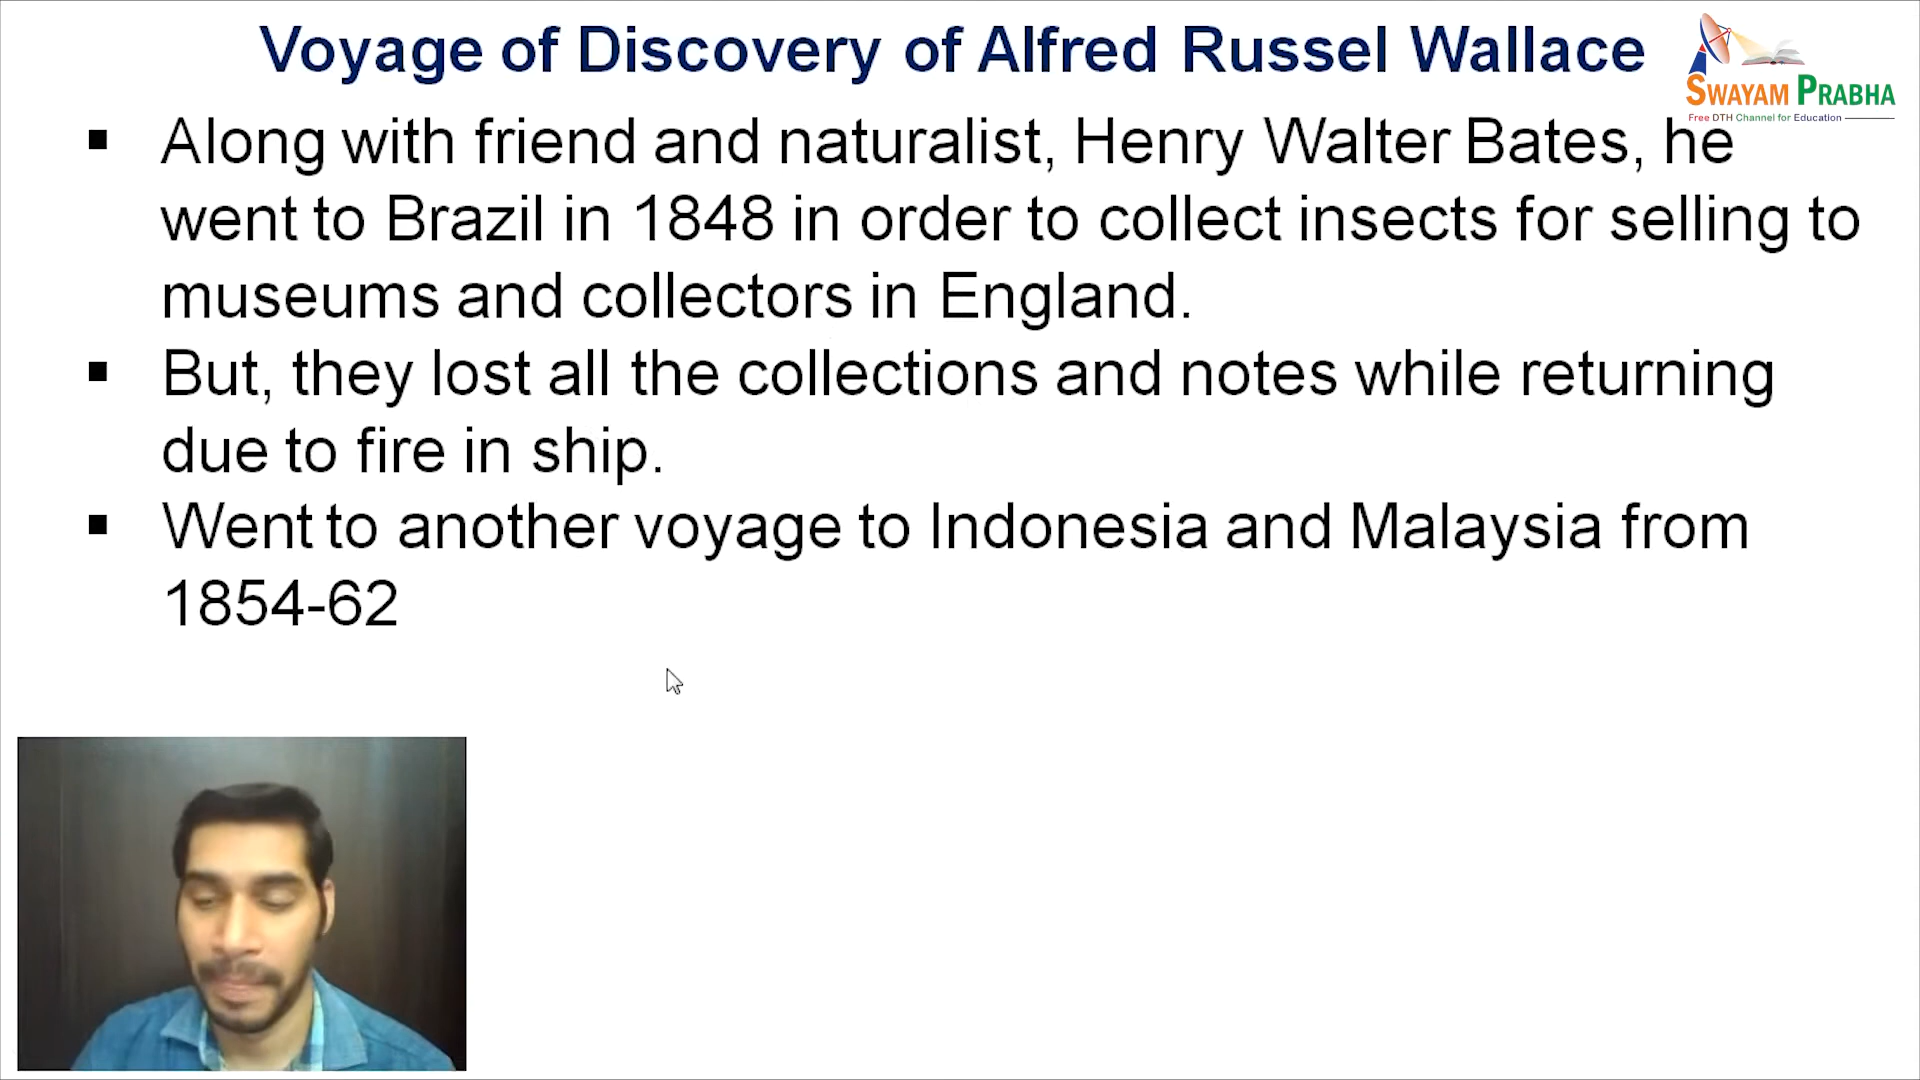 Voyage of Discovery of Alfred Russel Wallace
SWAYAM PRABHA
Free DTH Channel for Education
▪ Along with friend and naturalist, Henry Walter Bates, he
went to Brazil in 1848 in order to collect insects for selling to
museums and collectors in England.
▪ But, they lost all the collections and notes while returning
due to fire in ship.
▪ Went to another voyage to Indonesia and Malaysia from
1854-62